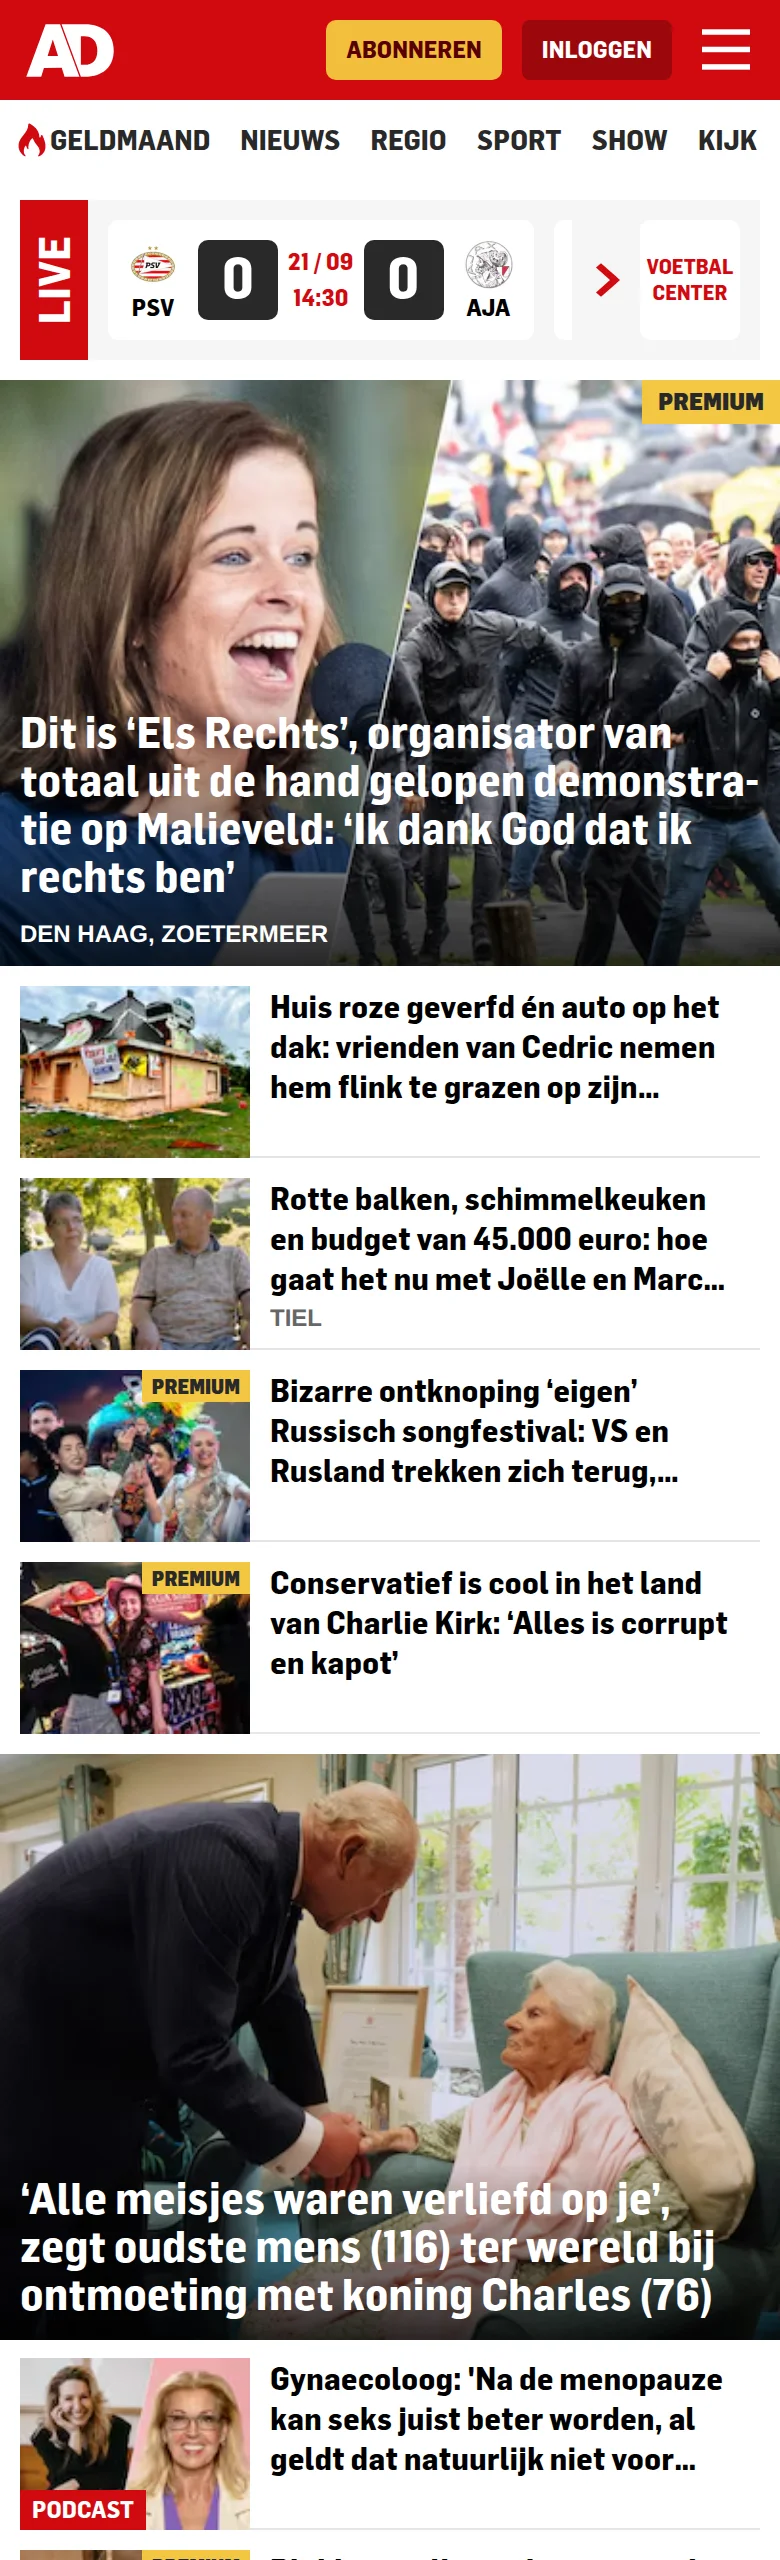 AD
ABONNEREN
INLOGGEN
GELDMAAND NIEUWS REGIO SPORT SHOW KIJK
LIVE
PSV
PSV
0
21 / 09
14:30
0
AJA
VOETBAL
CENTER
PREMIUM
Dit is ‘Els Rechts’, organisator van
totaal uit de hand gelopen demonstra-
tie op Malieveld: ‘Ik dank God dat ik
rechts ben’
DEN HAAG, ZOETERMEER
Huis roze geverfd én auto op het
dak: vrienden van Cedric nemen
hem flink te grazen op zijn...
Rotte balken, schimmelkeuken
en budget van 45.000 euro: hoe
gaat het nu met Joëlle en Marc...
TIEL
PREMIUM
Bizarre ontknoping ‘eigen’
Russisch songfestival: VS en
Rusland trekken zich terug,...
PREMIUM
Conservatief is cool in het land
van Charlie Kirk: ‘Alles is corrupt
en kapot’
‘Alle meisjes waren verliefd op je’,
zegt oudste mens (116) ter wereld bij
ontmoeting met koning Charles (76)
Gynaecoloog: 'Na de menopauze
kan seks juist beter worden, al
geldt dat natuurlijk niet voor...
PODCAST